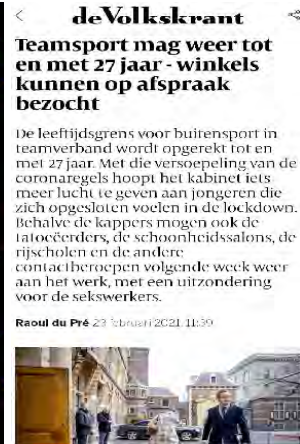 de Volkskrant
Teamsport mag weer tot
en met 27 jaar - winkels
kunnen op afspraak
bezocht
De leeftijdsgrens voor buitensport in
teamverband wordt opgerekt tot en
met 27 jaar. Met die versoepeling van de
coronaregels hoopt het kabinet iets
meer lucht te geven aan jongeren die
zich opgesloten voelen in de lockdown.
Behalve de kappers mogen ook de
tatoeëerders, de schoonheidssalons, de
rijscholen en de andere
contactberoepen volgende week weer
aan het werk, met een uitzondering
voor de sekswerkers.
Raoul du Pré 23 februari 2021, 11:59